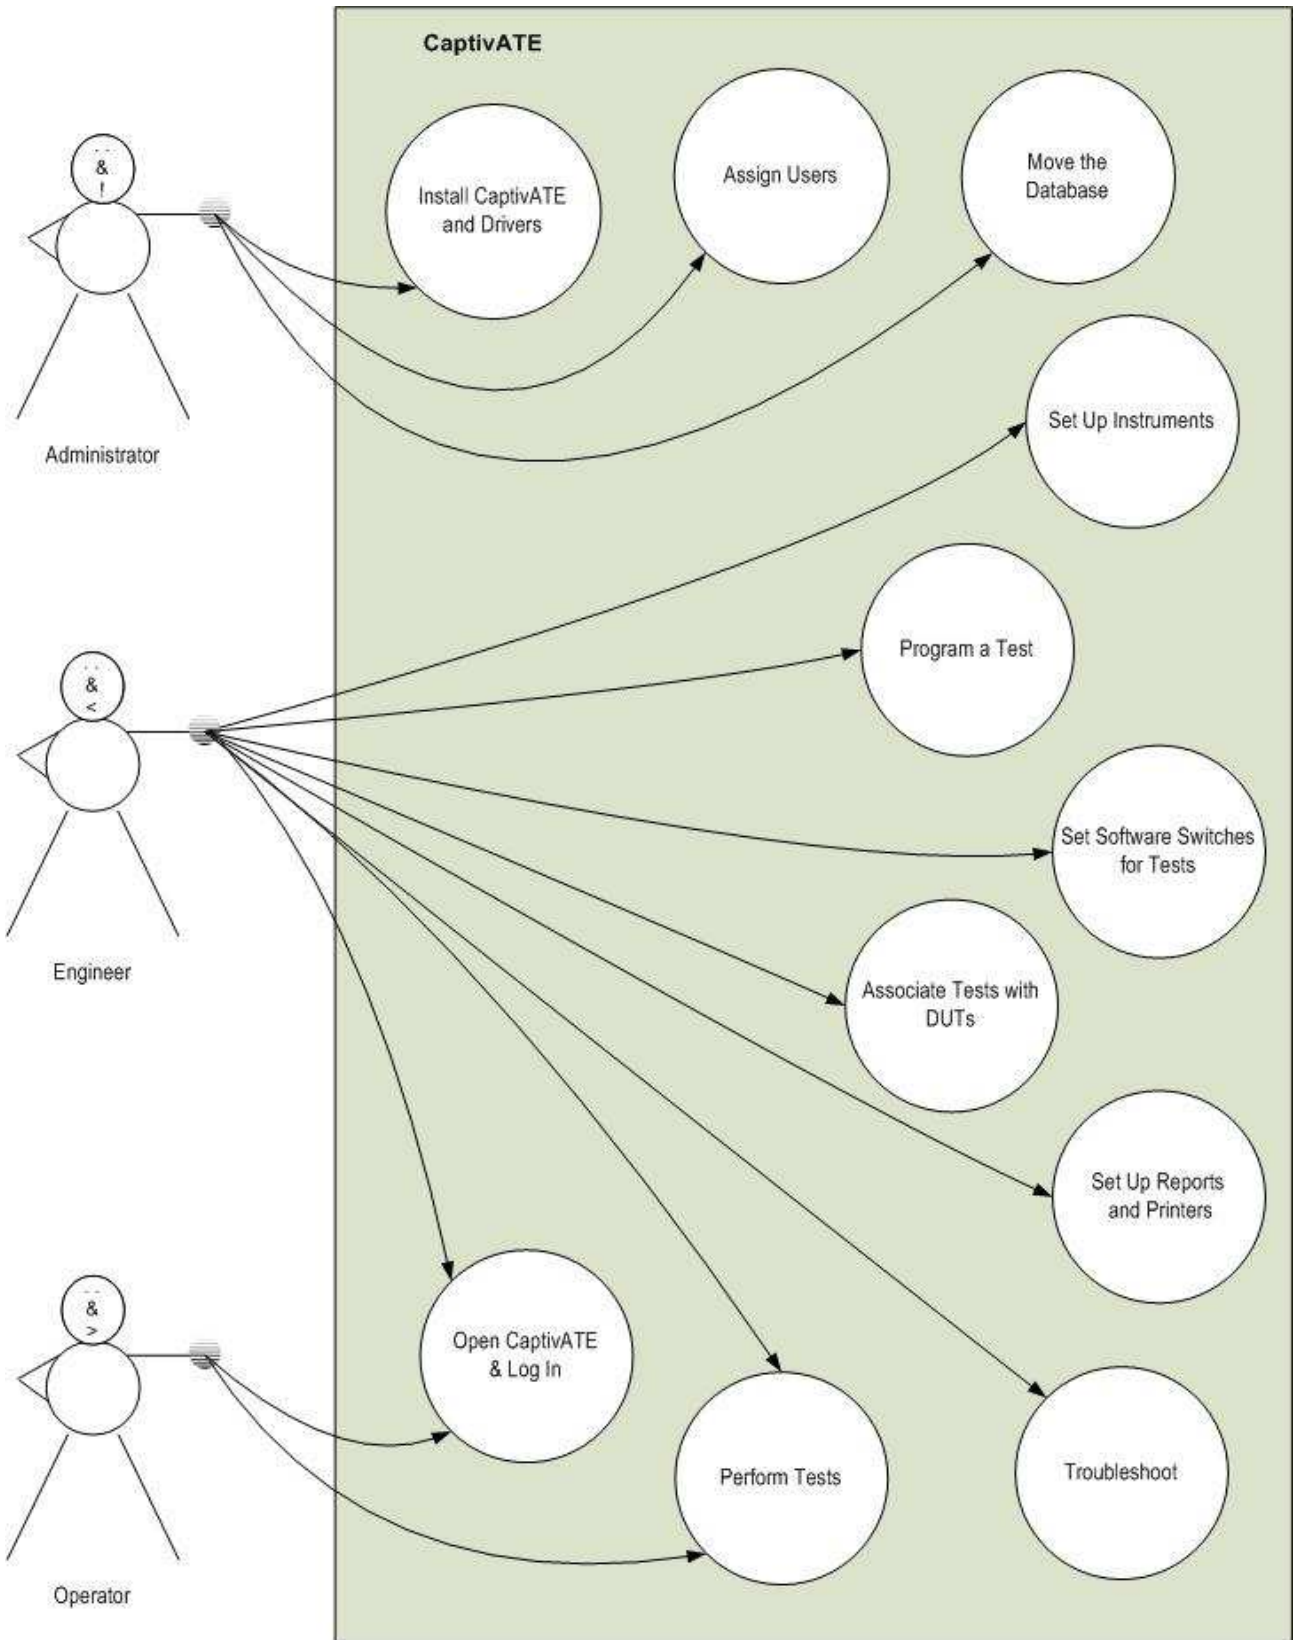 CaptivATE
&
!
Administrator
Install CaptivATE
and Drivers
Assign Users
Move the
Database
Set Up Instruments
Program a Test
&
<
Engineer
Set Software Switches
for Tests
Associate Tests with
DUTs
Set Up Reports
and Printers
&
>
Operator
Open CaptivATE
& Log In
Perform Tests
Troubleshoot